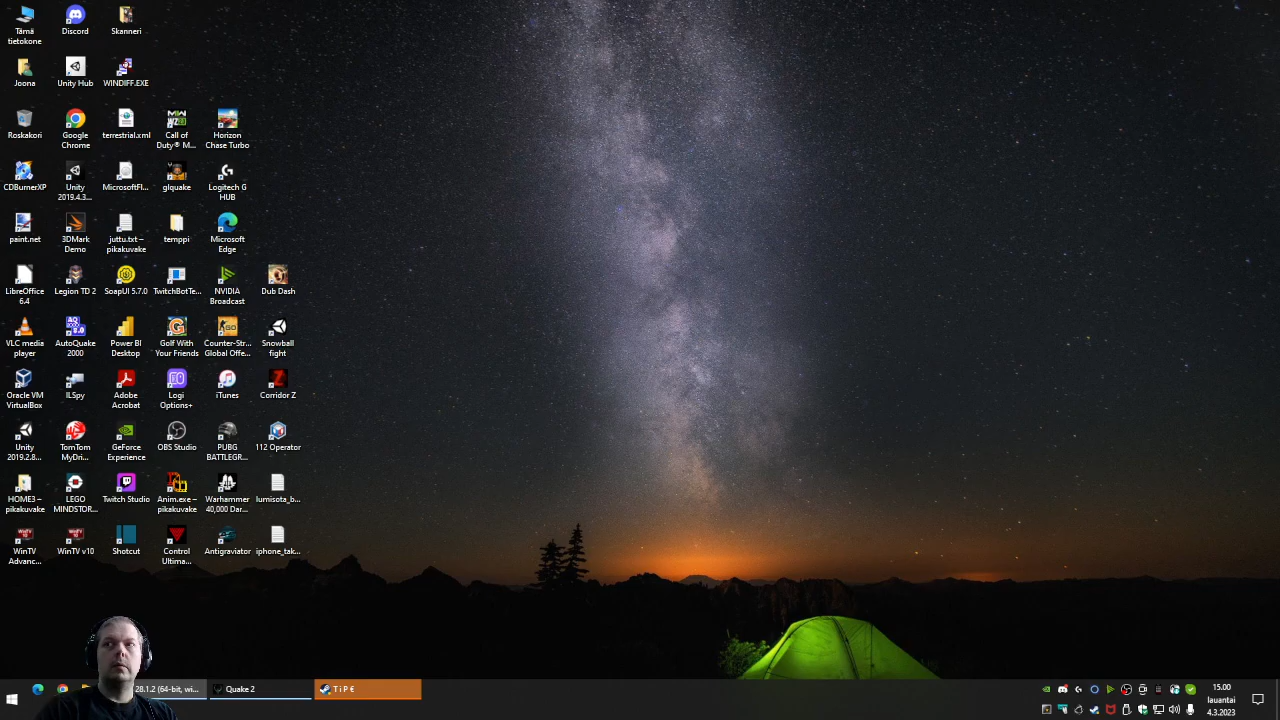 Tämä
tietokone
Discord
Skanneri
Joona
Unity Hub
WINDIFF.EXE
Roskakori
Google
Chrome
terrestrial.xml
Call of
Duty® M...
Horizon
Chase Turbo
CDBurnerXP
Unity
2019.4.3...
MicrosoftFl...
glquake
Logitech G
HUB
paint.net
3DMark
Demo
juttu.txt –
pikakuvake
temppi
Microsoft
Edge
LibreOffice
6.4
Legion TD 2
SoapUI 5.7.0
TwitchBotTe...
NVIDIA
Broadcast
Dub Dash
VLC media
player
AutoQuake
2000
Power BI
Desktop
Golf With
Your Friends
Counter-Str...
Global Offe...
Snowball
fight
Oracle VM
VirtualBox
ILSpy
Adobe
Acrobat
Logi
Options+
iTunes
Corridor Z
Unity
2019.2.8...
TomTom
MyDri...
GeForce
Experience
OBS Studio
PUBG
BATTLEGR...
112 Operator
HOME3 –
pikakuvake
LEGO
MINDSTOR...
Twitch Studio
Anim.exe –
pikakuvake
Warhammer
40,000 Dar...
lumisota_b...
WinTV
Advanc...
WinTV v10
Shotcut
Control
Ultima...
Antigraviator
iphone_tak...
28.1.2 (64-bit, wi...
Quake 2
T i P €
15.00
lauantai
4.3.2023